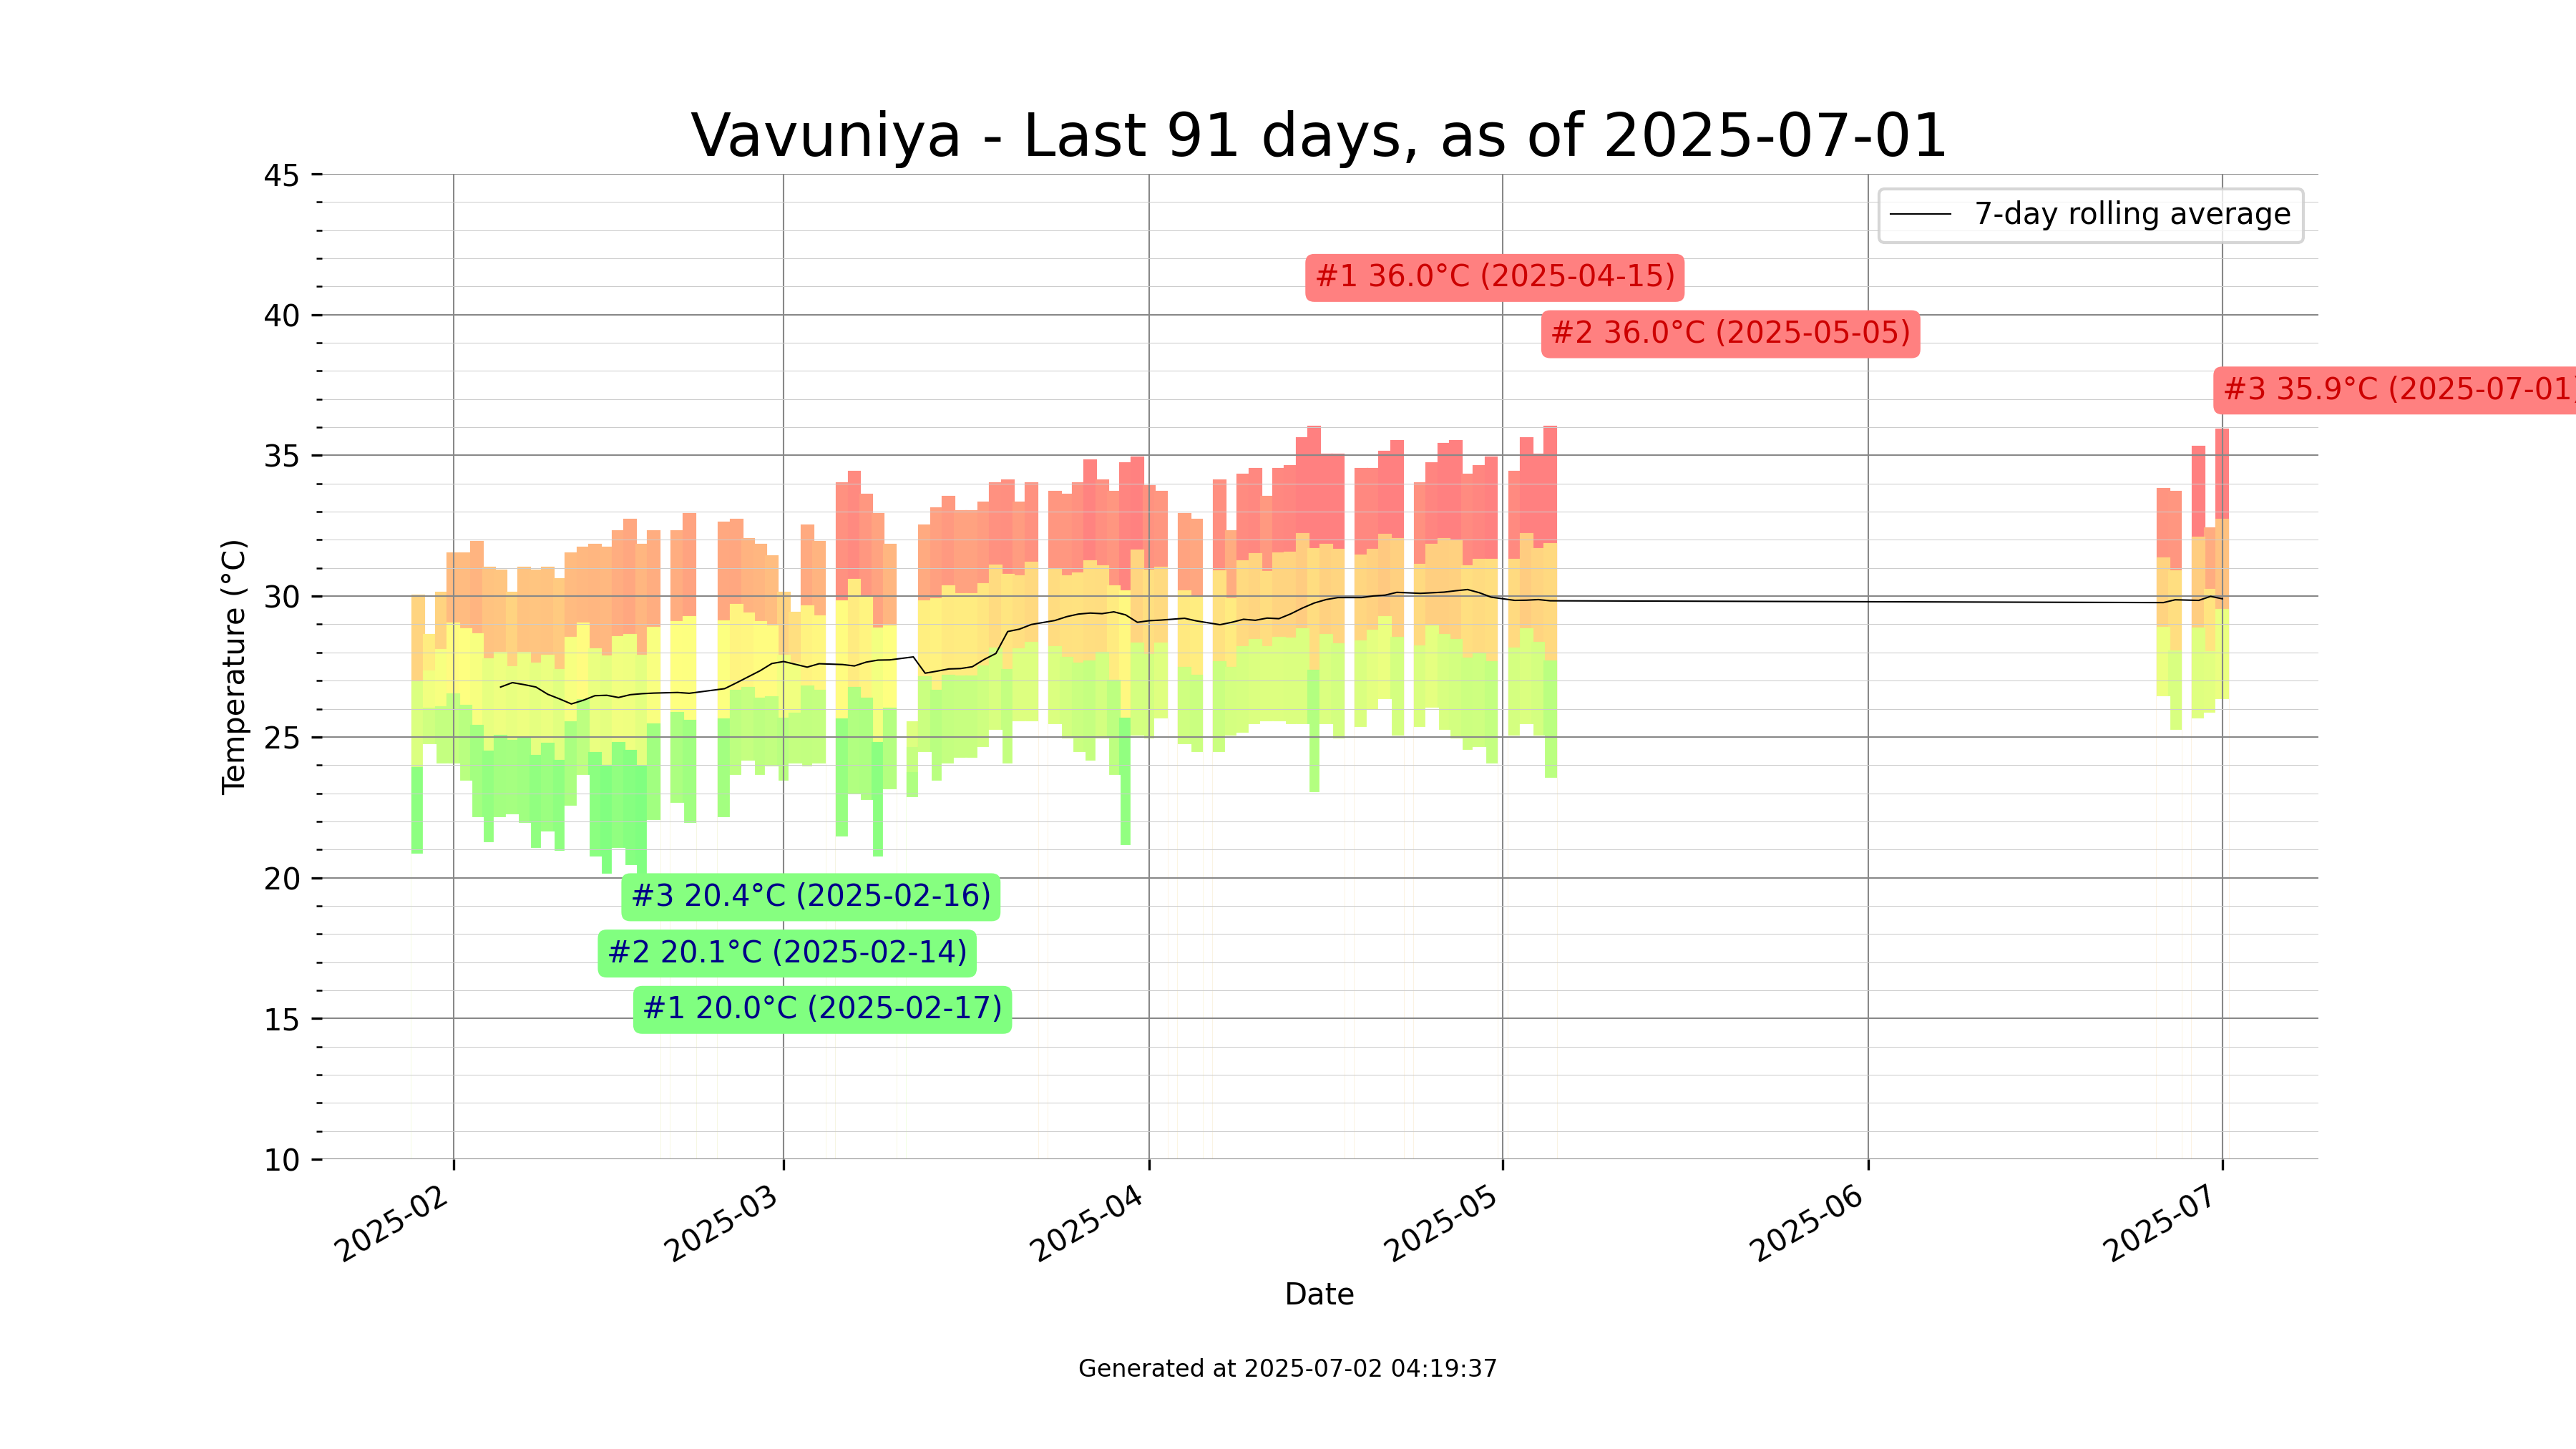 Vavuniya - Last 91 days, as of 2025-07-01
45
40
35
30
25
20
15
10
Temperature (°C)
7-day rolling average
#1 36.0°C (2025-04-15)
#2 36.0°C (2025-05-05)
#3 35.9°C (2025-07-01)
#3 20.4°C (2025-02-16)
#2 20.1°C (2025-02-14)
#1 20.0°C (2025-02-17)
2025-02
2025-03
2025-04
2025-05
2025-06
2025-07
Date
Generated at 2025-07-02 04:19:37